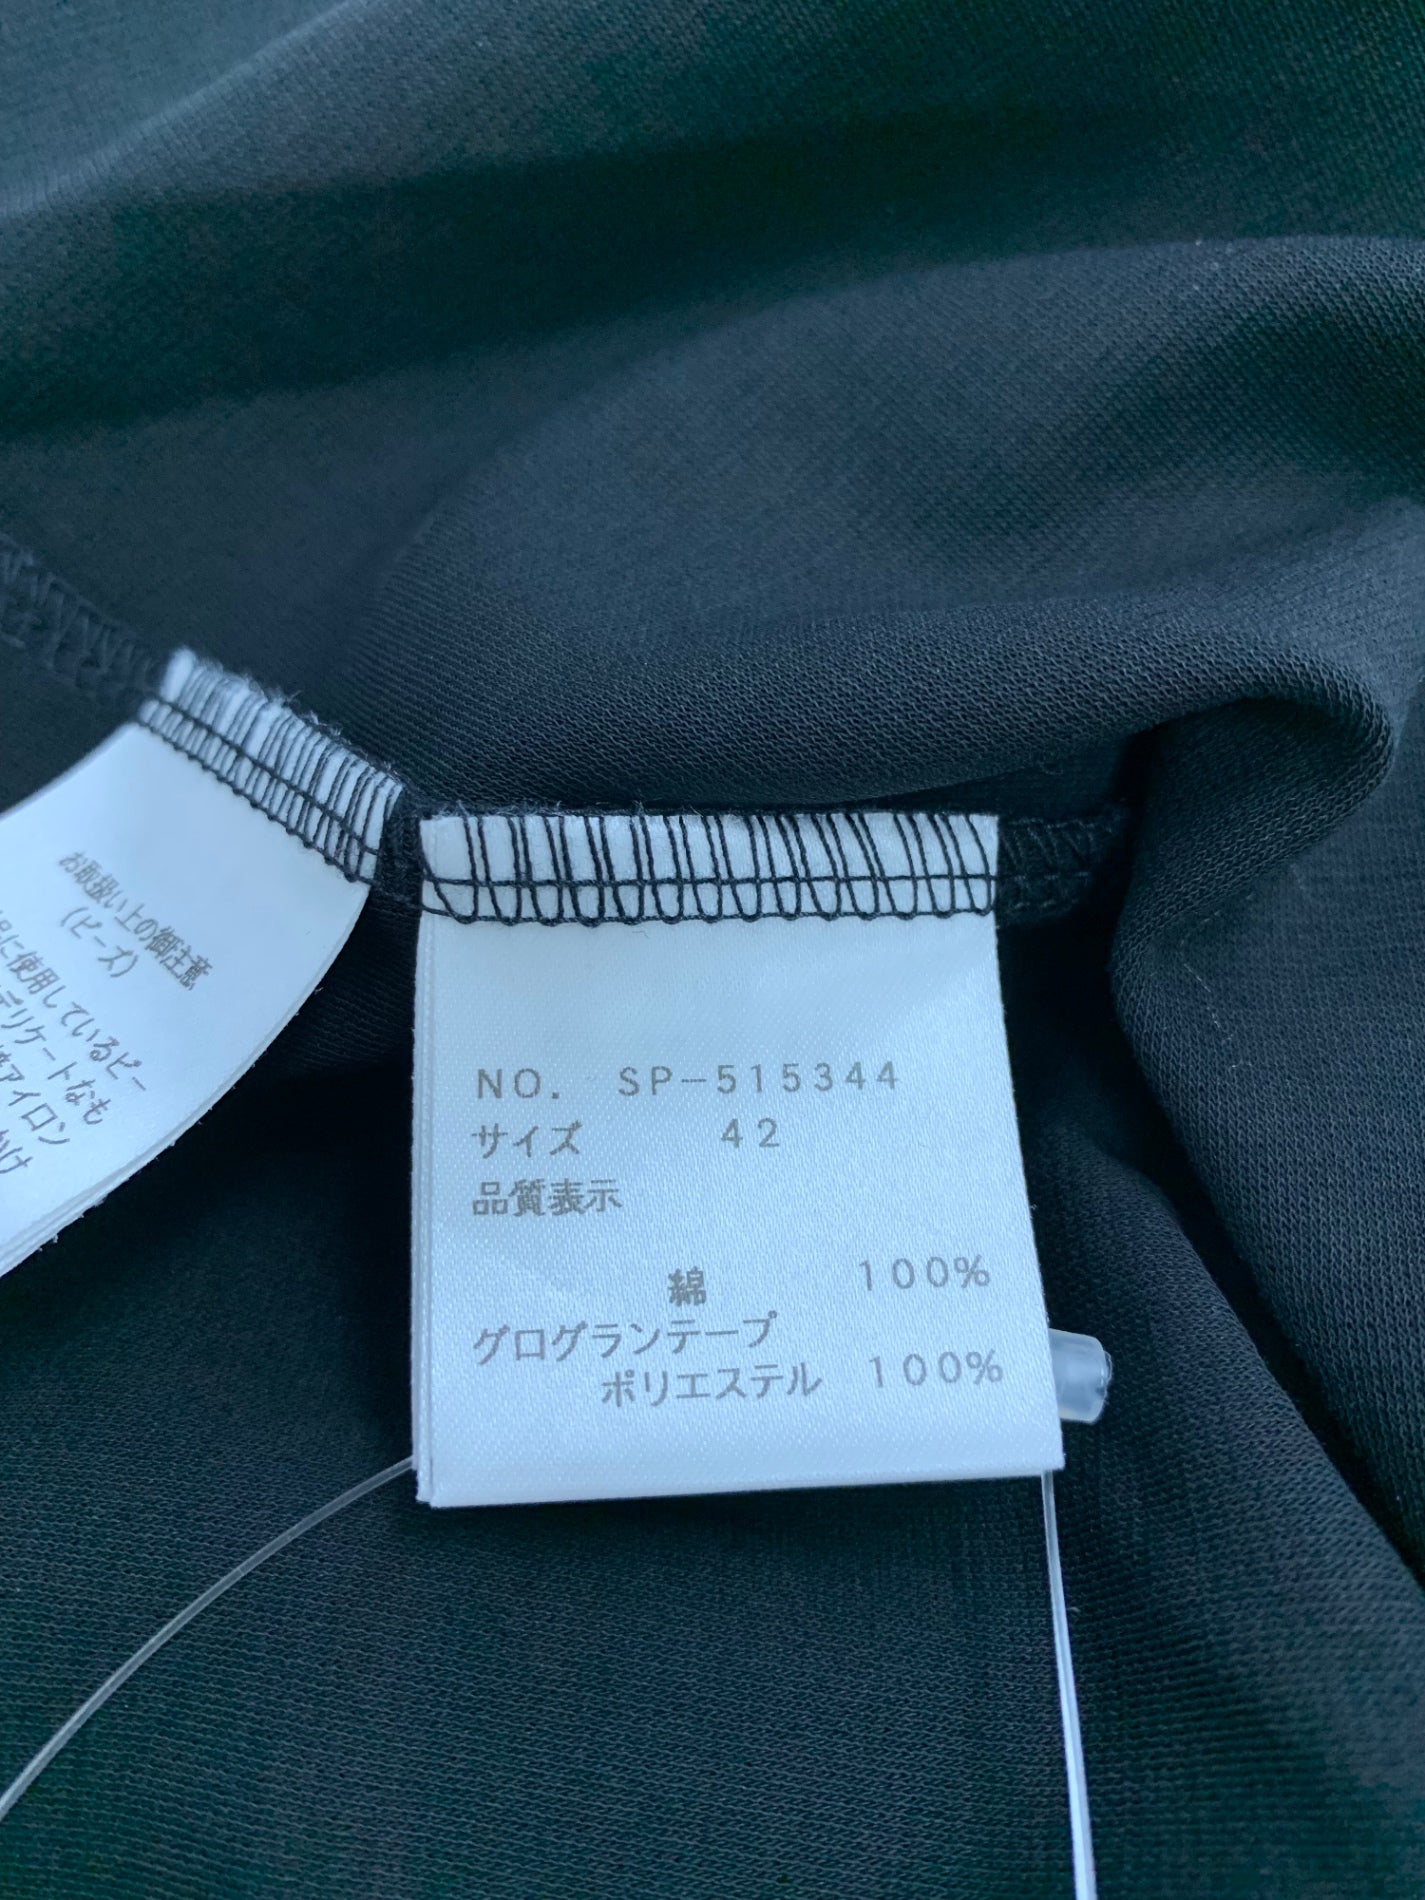 お取扱い上の御注意
(ビーズ)
に使用しているビー
デリケートなも
アイロン
け
NO. SP-515344
サイズ 42
品質表示
綿 100%
グログランテープ
ポリエステル 100%